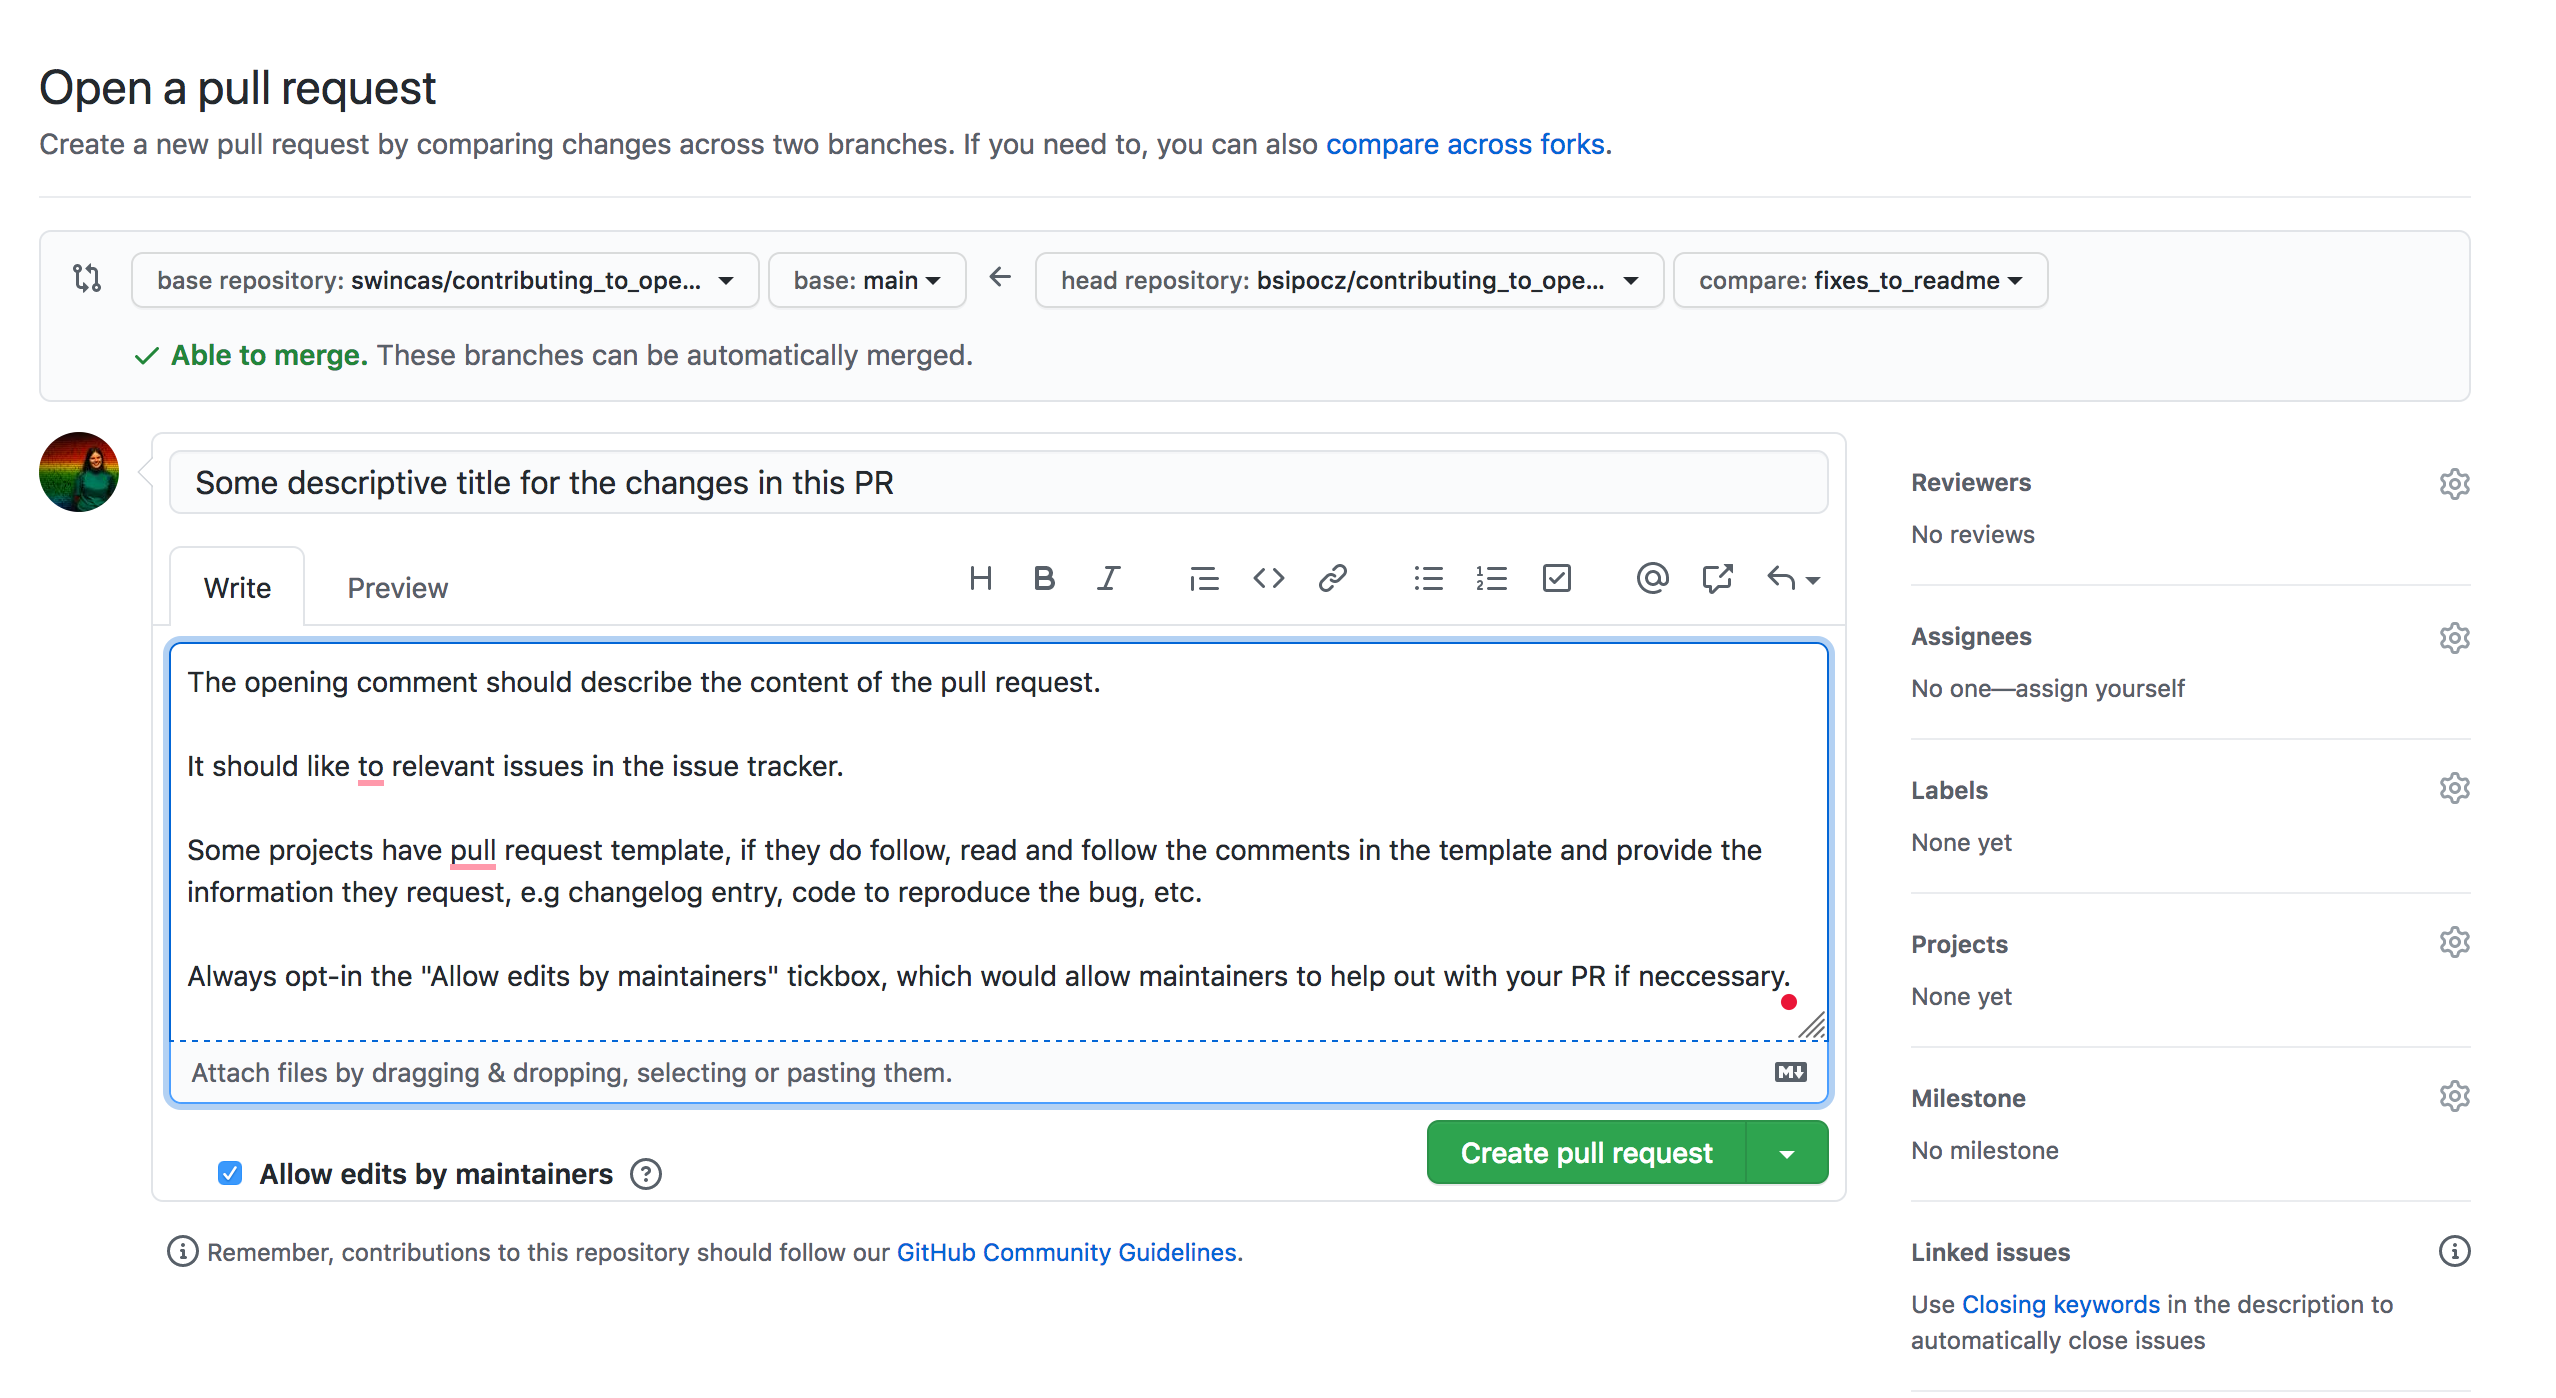 Open a pull request
Create a new pull request by comparing changes across two branches. If you need to, you can also compare across forks.
base repository: swincas/contributing_to_ope... base: main head repository: bsipocz/contributing_to_ope... compare: fixes_to_readme
Able to merge. These branches can be automatically merged.
Some descriptive title for the changes in this PR
Write Preview
The opening comment should describe the content of the pull request.
It should like to relevant issues in the issue tracker.
Some projects have pull request template, if they do follow, read and follow the comments in the template and provide the
information they request, e.g changelog entry, code to reproduce the bug, etc.
Always opt-in the "Allow edits by maintainers" tickbox, which would allow maintainers to help out with your PR if neccessary.
Attach files by dragging & dropping, selecting or pasting them.
Allow edits by maintainers
Create pull request
Remember, contributions to this repository should follow our GitHub Community Guidelines.
Reviewers
No reviews
Assignees
No one—assign yourself
Labels
None yet
Projects
None yet
Milestone
No milestone
Linked issues
Use Closing keywords in the description to
automatically close issues